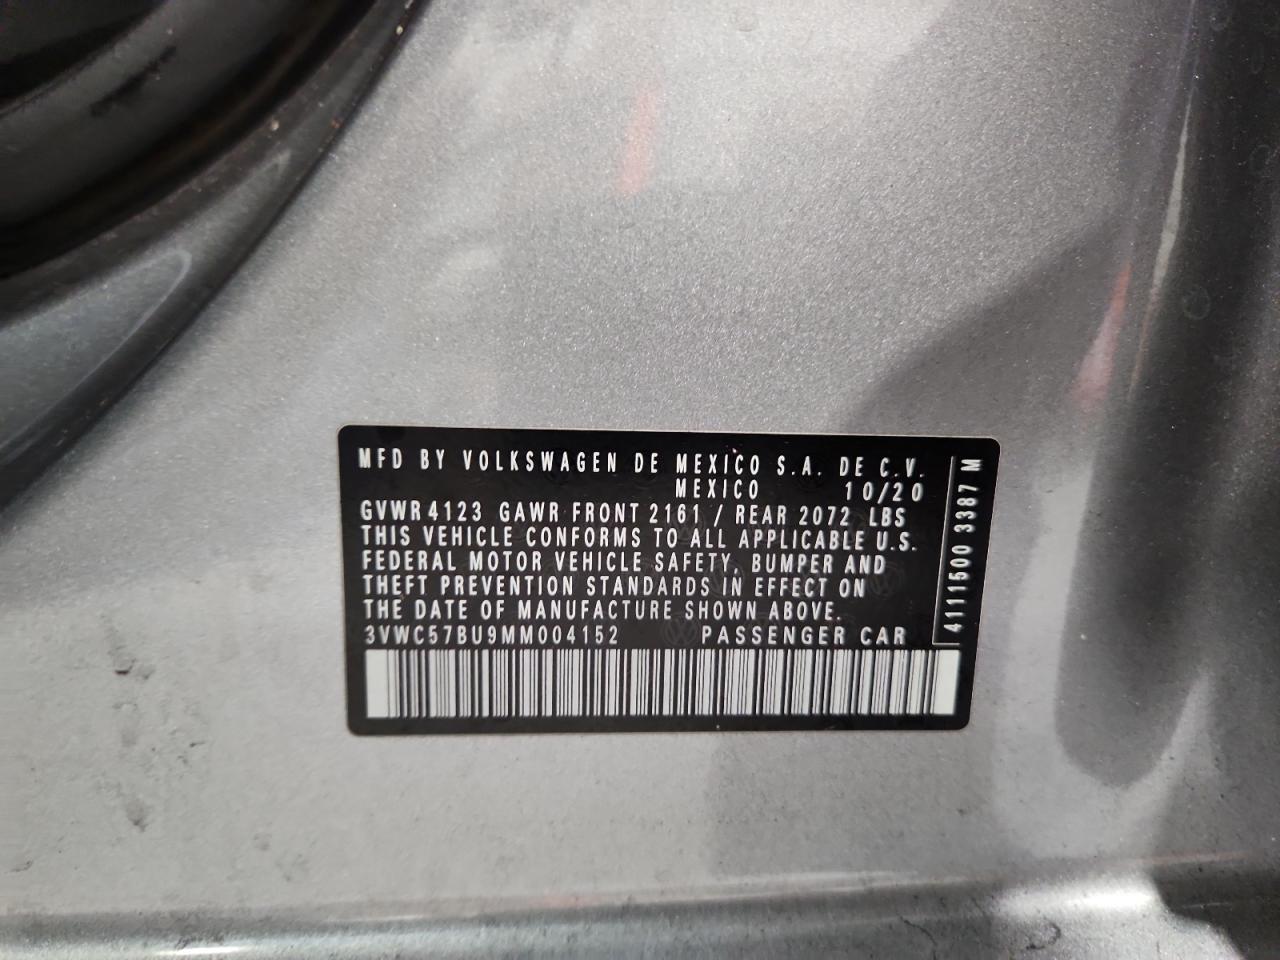 MFD BY VOLKSWAGEN DE MEXICO S.A. DE C.V.
MEXICO 10/20
GVWR 4123 GAWR FRONT 2161 / REAR 2072 LBS
THIS VEHICLE CONFORMS TO ALL APPLICABLE U.S.
FEDERAL MOTOR VEHICLE SAFETY, BUMPER AND
THEFT PREVENTION STANDARDS IN EFFECT ON
THE DATE OF MANUFACTURE SHOWN ABOVE.
3VWC57BU9MM004152 PASSENGER CAR
4111500 3387 M